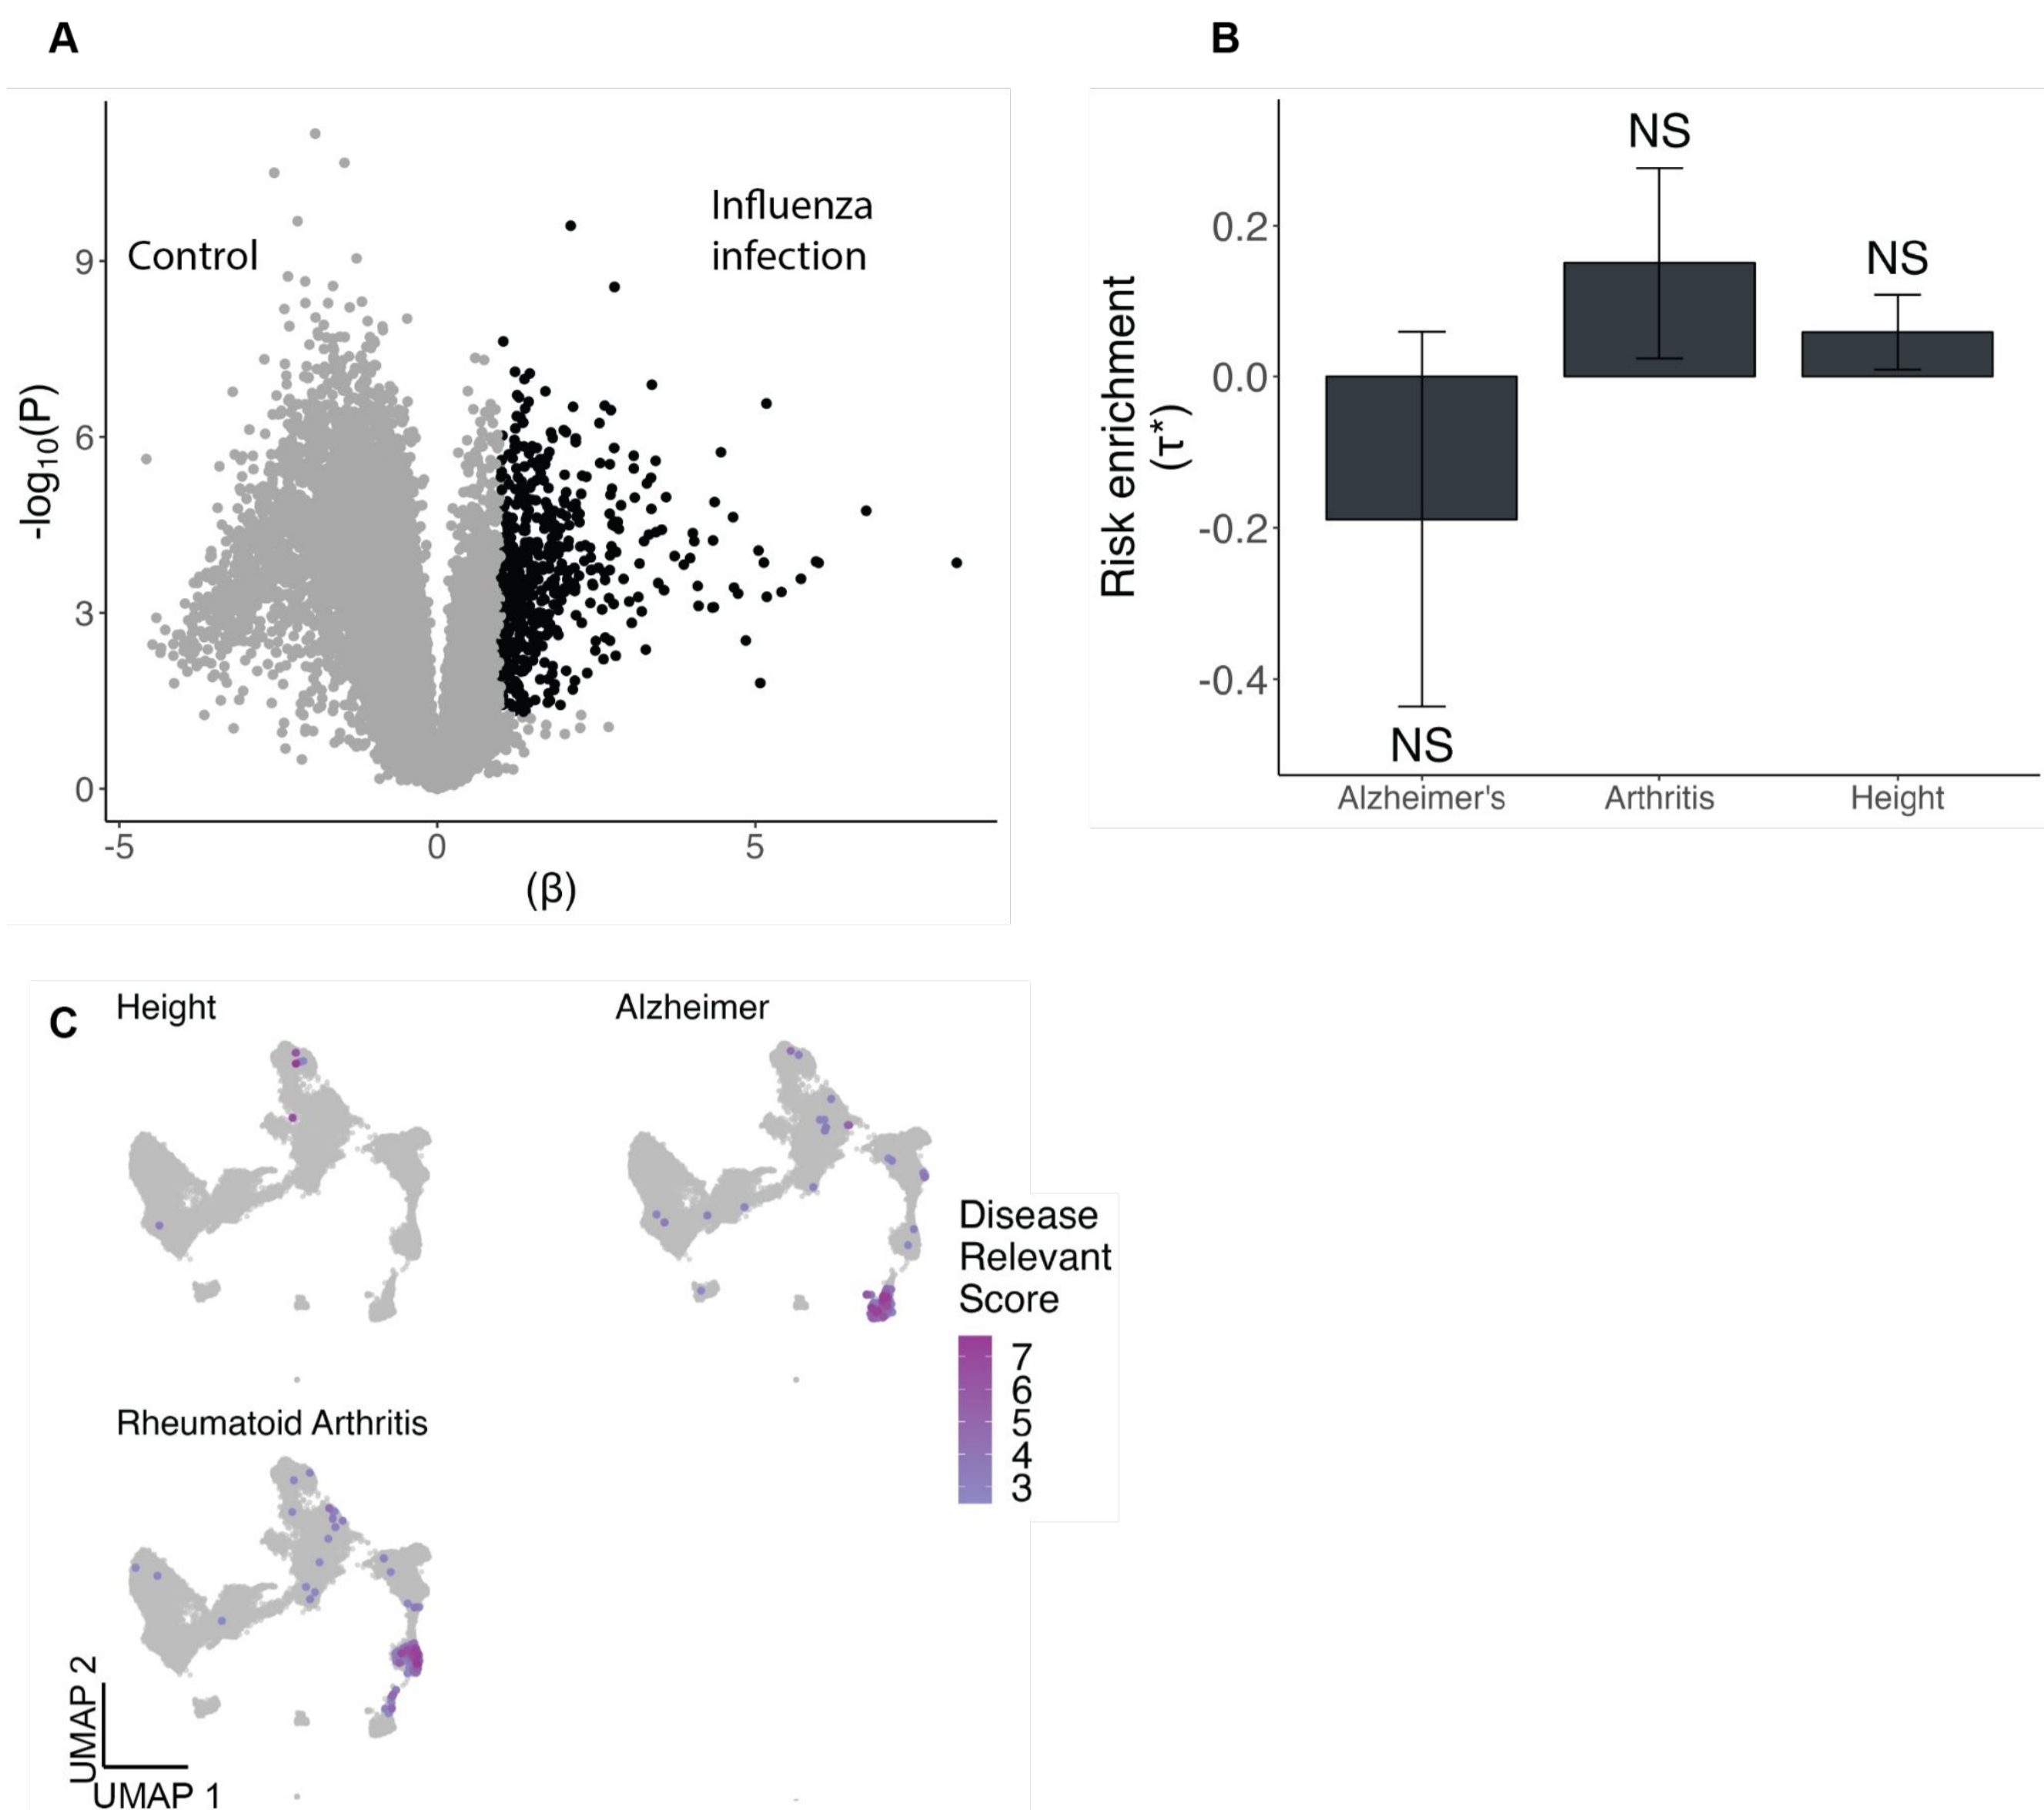 A
B
Control
Influenza
infection
9
6
3
0
-log10(P)
-5
0
5
(β)
NS
NS
NS
0.2
0.0
-0.2
-0.4
Risk enrichment
(τ*)
Alzheimer's
Arthritis
Height
C
Height
Alzheimer
Disease
Relevant
Score
7
6
5
4
3
Rheumatoid Arthritis
UMAP 2
UMAP 1